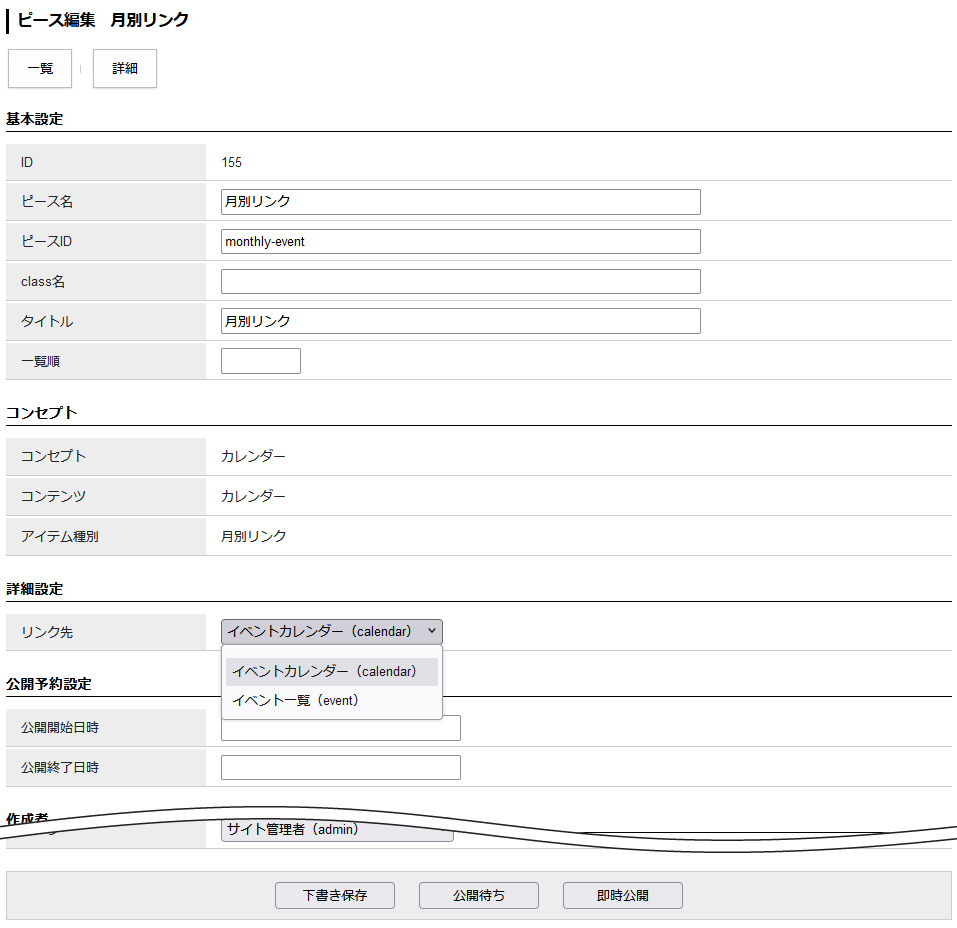 ピース編集　月別リンク
一覧 詳細
基本設定
ID 155
ピース名 月別リンク
ピースID monthly-event
class名
タイトル 月別リンク
一覧順
コンセプト
コンセプト カレンダー
コンテンツ カレンダー
アイテム種別 月別リンク
詳細設定
リンク先 イベントカレンダー（calendar）
イベントカレンダー（calendar）
イベント一覧（event）
公開予約設定
公開開始日時
公開終了日時
作成者
サイト管理者（admin）
下書き保存 公開待ち 即時公開